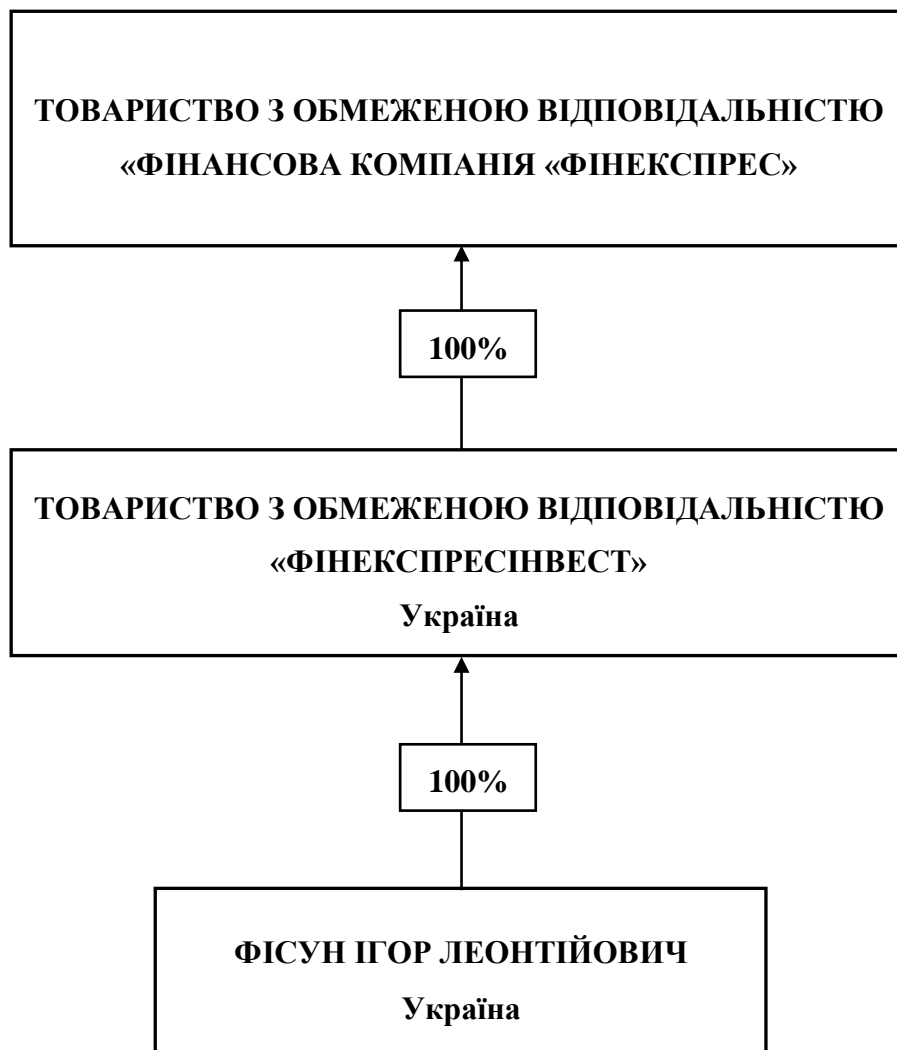 ТОВАРИСТВО З ОБМЕЖЕНОЮ ВІДПОВІДАЛЬНІСТЮ
«ФІНАНСОВА КОМПАНІЯ «ФІНЕКСПРЕС»
100%
ТОВАРИСТВО З ОБМЕЖЕНОЮ ВІДПОВІДАЛЬНІСТЮ
«ФІНЕКСПРЕСІНВЕСТ»
Україна
100%
ФІСУН ІГОР ЛЕОНТІЙОВИЧ
Україна